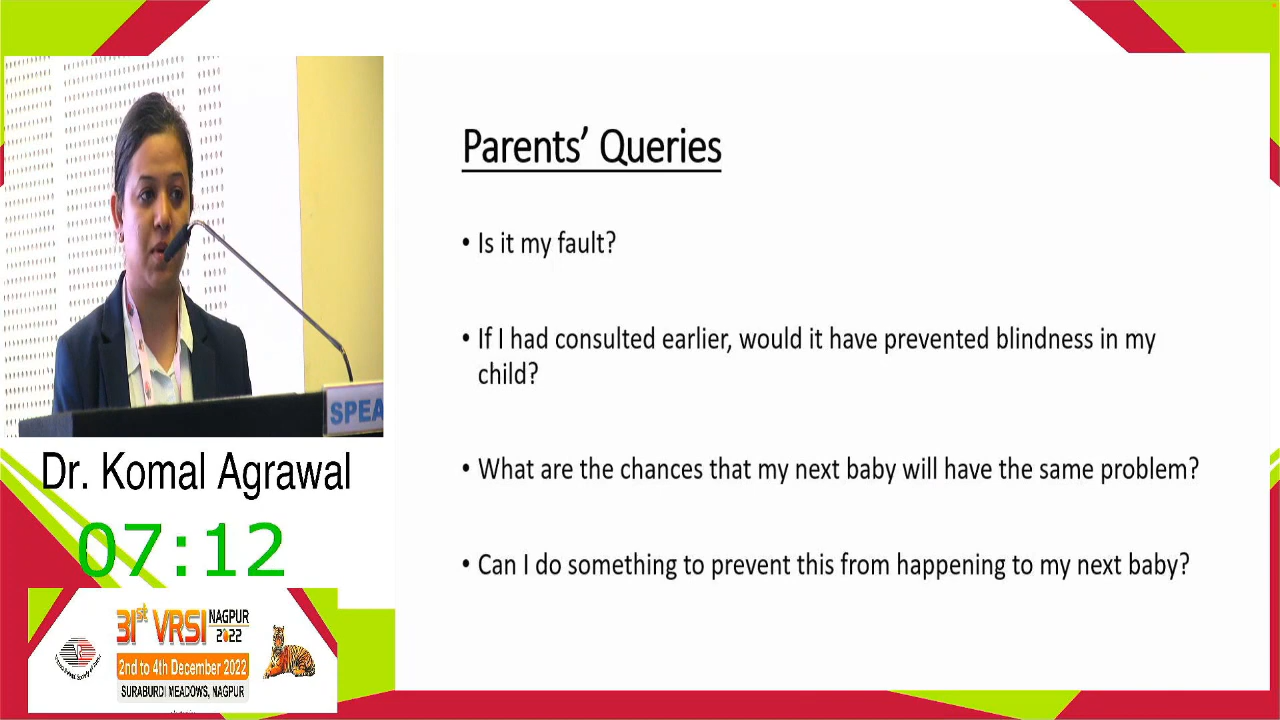 Parents' Queries
• Is it my fault?
• If I had consulted earlier, would it have prevented blindness in my
child?
• What are the chances that my next baby will have the same problem?
• Can I do something to prevent this from happening to my next baby?
SPEA
Dr. Komal Agrawal
07:12
31st VRSI NAGPUR
2022
2nd to 4th December 2022
SURABURDI MEADOWS, NAGPUR